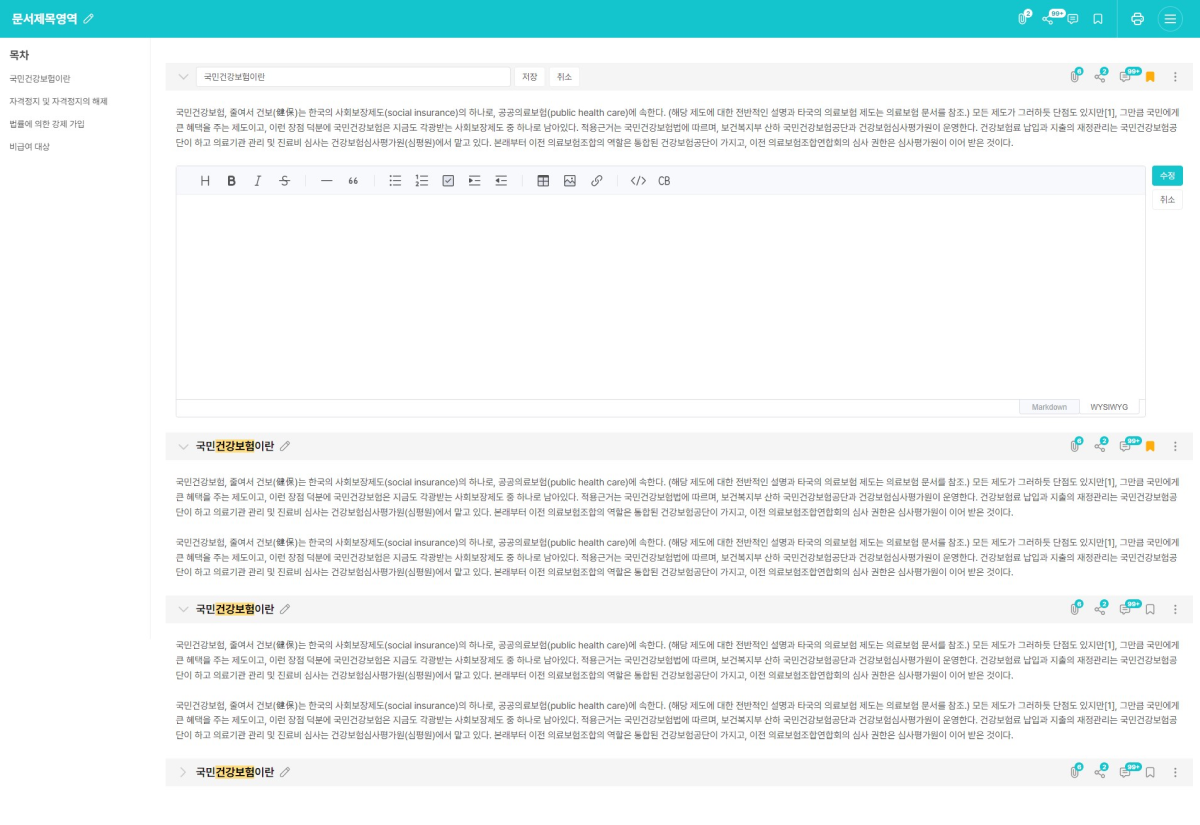 문서제목영역
2
99+
목차
국민건강보험이란
자격정지 및 자격정지의 해제
법률에 의한 강제 가입
비급여 대상
국민건강보험이란
저장
취소
6
2
99+
국민건강보험, 줄여서 건보(健保)는 한국의 사회보장제도(social insurance)의 하나로, 공공의료보험(public health care)에 속한다. (해당 제도에 대한 전반적인 설명과 타국의 의료보험 제도는 의료보험 문서를 참조.) 모든 제도가 그러하듯 단점도 있지만[1], 그만큼 국민에게
큰 혜택을 주는 제도이고, 이런 장점 덕분에 국민건강보험은 지금도 각광받는 사회보장제도 중 하나로 남아있다. 적용근거는 국민건강보험법에 따르며, 보건복지부 산하 국민건강보험공단과 건강보험심사평가원이 운영한다. 건강보험료 납입과 지출의 재정관리는 국민건강보험공
단이 하고 의료기관 관리 및 진료비 심사는 건강보험심사평가원(심평원)에서 맡고 있다. 본래부터 이전 의료보험조합의 역할은 통합된 건강보험공단이 가지고, 이전 의료보험조합연합회의 심사 권한은 심사평가원이 이어 받은 것이다.
H B I S 66 </> CB
수정
취소
Markdown
WYSIWYG
국민건강보험이란
6
2
99+
국민건강보험, 줄여서 건보(健保)는 한국의 사회보장제도(social insurance)의 하나로, 공공의료보험(public health care)에 속한다. (해당 제도에 대한 전반적인 설명과 타국의 의료보험 제도는 의료보험 문서를 참조.) 모든 제도가 그러하듯 단점도 있지만[1], 그만큼 국민에게
큰 혜택을 주는 제도이고, 이런 장점 덕분에 국민건강보험은 지금도 각광받는 사회보장제도 중 하나로 남아있다. 적용근거는 국민건강보험법에 따르며, 보건복지부 산하 국민건강보험공단과 건강보험심사평가원이 운영한다. 건강보험료 납입과 지출의 재정관리는 국민건강보험공
단이 하고 의료기관 관리 및 진료비 심사는 건강보험심사평가원(심평원)에서 맡고 있다. 본래부터 이전 의료보험조합의 역할은 통합된 건강보험공단이 가지고, 이전 의료보험조합연합회의 심사 권한은 심사평가원이 이어 받은 것이다.
국민건강보험, 줄여서 건보(健保)는 한국의 사회보장제도(social insurance)의 하나로, 공공의료보험(public health care)에 속한다. (해당 제도에 대한 전반적인 설명과 타국의 의료보험 제도는 의료보험 문서를 참조.) 모든 제도가 그러하듯 단점도 있지만[1], 그만큼 국민에게
큰 혜택을 주는 제도이고, 이런 장점 덕분에 국민건강보험은 지금도 각광받는 사회보장제도 중 하나로 남아있다. 적용근거는 국민건강보험법에 따르며, 보건복지부 산하 국민건강보험공단과 건강보험심사평가원이 운영한다. 건강보험료 납입과 지출의 재정관리는 국민건강보험공
단이 하고 의료기관 관리 및 진료비 심사는 건강보험심사평가원(심평원)에서 맡고 있다. 본래부터 이전 의료보험조합의 역할은 통합된 건강보험공단이 가지고, 이전 의료보험조합연합회의 심사 권한은 심사평가원이 이어 받은 것이다.
국민건강보험이란
6
2
99+
국민건강보험, 줄여서 건보(健保)는 한국의 사회보장제도(social insurance)의 하나로, 공공의료보험(public health care)에 속한다. (해당 제도에 대한 전반적인 설명과 타국의 의료보험 제도는 의료보험 문서를 참조.) 모든 제도가 그러하듯 단점도 있지만[1], 그만큼 국민에게
큰 혜택을 주는 제도이고, 이런 장점 덕분에 국민건강보험은 지금도 각광받는 사회보장제도 중 하나로 남아있다. 적용근거는 국민건강보험법에 따르며, 보건복지부 산하 국민건강보험공단과 건강보험심사평가원이 운영한다. 건강보험료 납입과 지출의 재정관리는 국민건강보험공
단이 하고 의료기관 관리 및 진료비 심사는 건강보험심사평가원(심평원)에서 맡고 있다. 본래부터 이전 의료보험조합의 역할은 통합된 건강보험공단이 가지고, 이전 의료보험조합연합회의 심사 권한은 심사평가원이 이어 받은 것이다.
국민건강보험, 줄여서 건보(健保)는 한국의 사회보장제도(social insurance)의 하나로, 공공의료보험(public health care)에 속한다. (해당 제도에 대한 전반적인 설명과 타국의 의료보험 제도는 의료보험 문서를 참조.) 모든 제도가 그러하듯 단점도 있지만[1], 그만큼 국민에게
큰 혜택을 주는 제도이고, 이런 장점 덕분에 국민건강보험은 지금도 각광받는 사회보장제도 중 하나로 남아있다. 적용근거는 국민건강보험법에 따르며, 보건복지부 산하 국민건강보험공단과 건강보험심사평가원이 운영한다. 건강보험료 납입과 지출의 재정관리는 국민건강보험공
단이 하고 의료기관 관리 및 진료비 심사는 건강보험심사평가원(심평원)에서 맡고 있다. 본래부터 이전 의료보험조합의 역할은 통합된 건강보험공단이 가지고, 이전 의료보험조합연합회의 심사 권한은 심사평가원이 이어 받은 것이다.
국민건강보험이란
6
2
99+